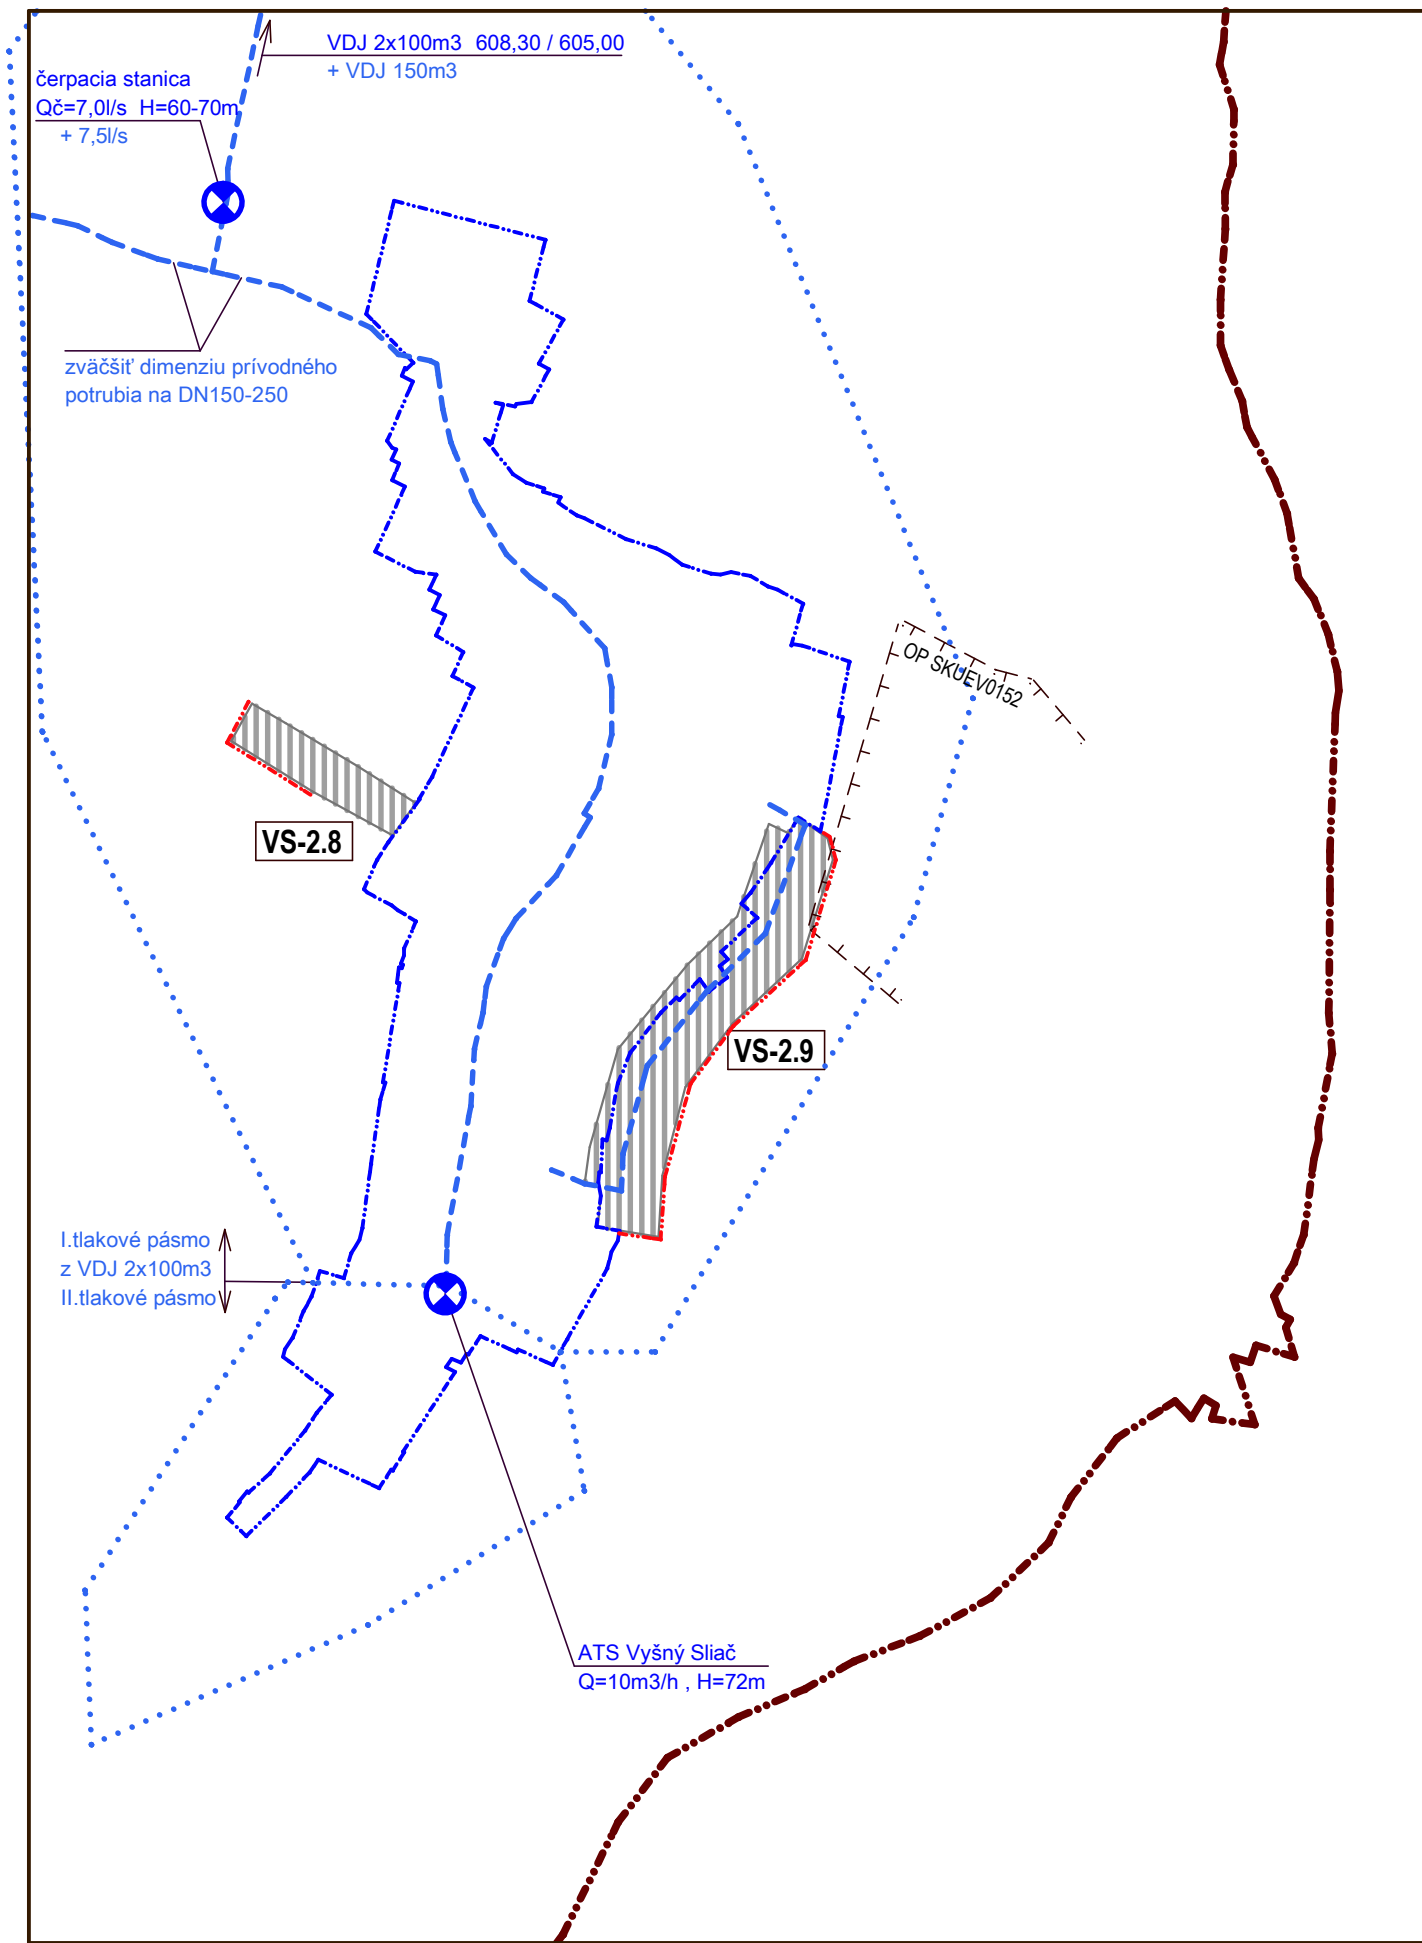 VDJ 2x100m3  608,30 / 605,00
+ VDJ 150m3
čerpacia stanica
Qč=7,0l/s  H=60-70m
+ 7,5l/s
zväčšiť dimenziu prívodného
potrubia na DN150-250
OP SKUEV0152
VS-2.8
VS-2.9
I.tlakové pásmo
z VDJ 2x100m3
II.tlakové pásmo
ATS Vyšný Sliač
Q=10m3/h , H=72m